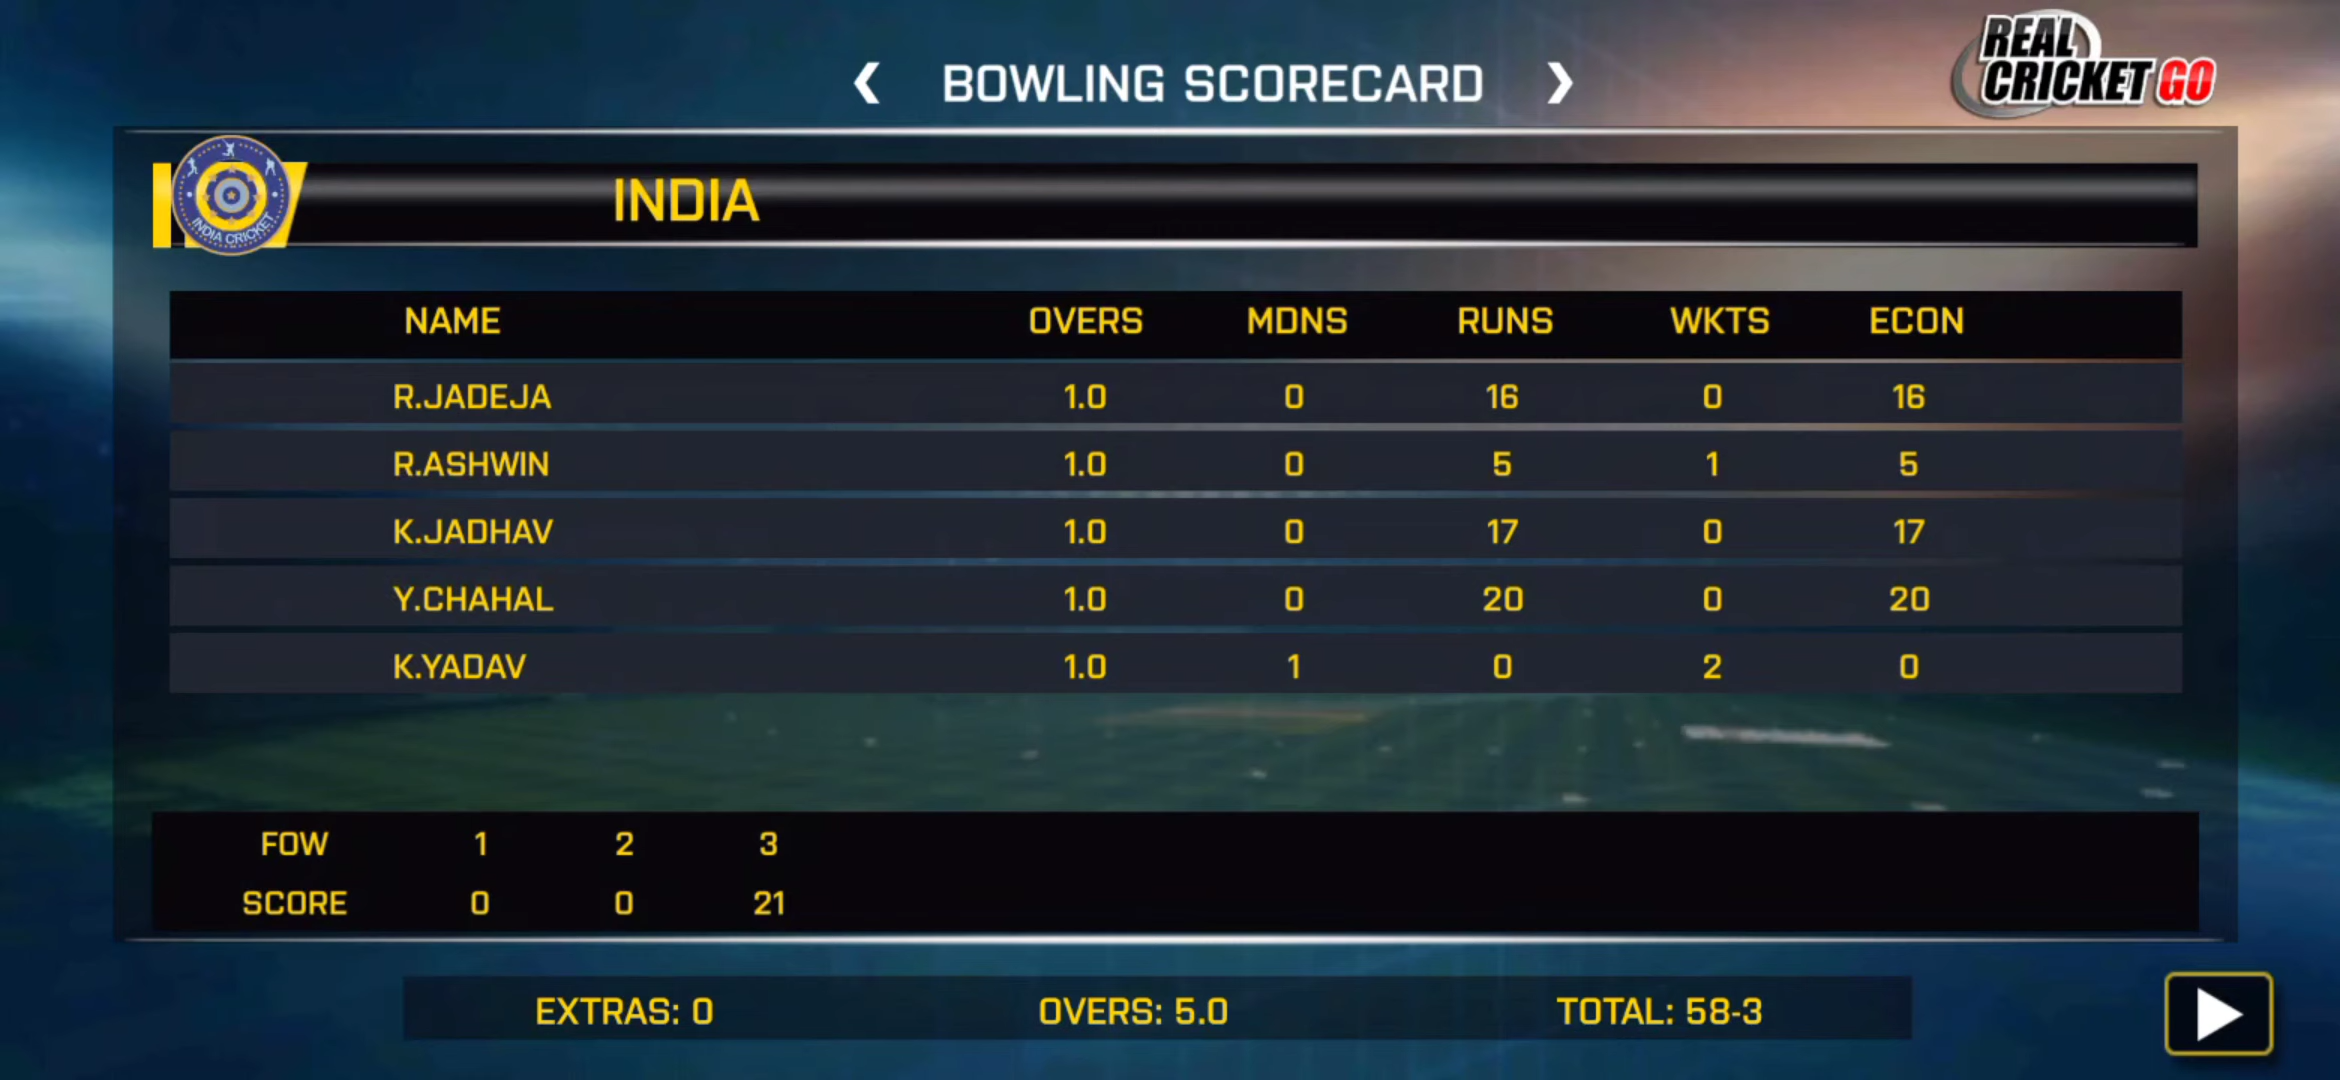 REAL
CRICKET GO
BOWLING SCORECARD
INDIA CRICKET
INDIA
NAME OVERS MDNS RUNS WKTS ECON
R.JADEJA 1.0 0 16 0 16
R.ASHWIN 1.0 0 5 1 5
K.JADHAV 1.0 0 17 0 17
Y.CHAHAL 1.0 0 20 0 20
K.YADAV 1.0 1 0 2 0
FOW 1 2 3
SCORE 0 0 21
EXTRAS: 0 OVERS: 5.0 TOTAL: 58-3